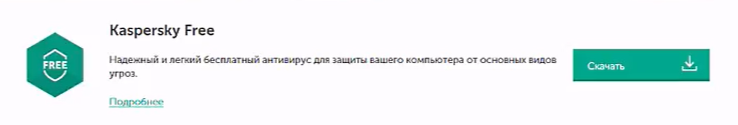 Kaspersky Free
FREE
Надежный и легкий бесплатный антивирус для защиты вашего компьютера от основных видов
угроз.
Скачать
Подробнее